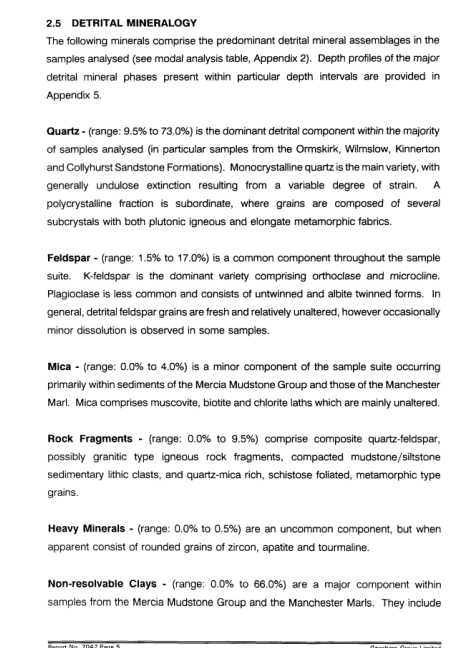 2.5 DETRITAL MINERALOGY
The following minerals comprise the predominant detrital mineral assemblages in the
samples analysed (see modal analysis table, Appendix 2). Depth profiles of the major
detrital mineral phases present within particular depth intervals are provided in
Appendix 5.
Quartz - (range: 9.5% to 73.0%) is the dominant detrital component within the majority
of samples analysed (in particular samples from the Ormskirk, Wilmslow, Kinnerton
and Collyhurst Sandstone Formations). Monocrystalline quartz is the main variety, with
generally undulose extinction resulting from a variable degree of strain. A
polycrystalline fraction is subordinate, where grains are composed of several
subcrystals with both plutonic igneous and elongate metamorphic fabrics.
Feldspar - (range: 1.5% to 17.0%) is a common component throughout the sample
suite. K-feldspar is the dominant variety comprising orthoclase and microcline.
Plagioclase is less common and consists of untwinned and albite twinned forms. In
general, detrital feldspar grains are fresh and relatively unaltered, however occasionally
minor dissolution is observed in some samples.
Mica - (range: 0.0% to 4.0%) is a minor component of the sample suite occurring
primarily within sediments of the Mercia Mudstone Group and those of the Manchester
Marl. Mica comprises muscovite, biotite and chlorite laths which are mainly unaltered.
Rock Fragments - (range: 0.0% to 9.5%) comprise composite quartz-feldspar,
possibly granitic type igneous rock fragments, compacted mudstone/siltstone
sedimentary lithic clasts, and quartz-mica rich, schistose foliated, metamorphic type
grains.
Heavy Minerals - (range: 0.0% to 0.5%) are an uncommon component, but when
apparent consist of rounded grains of zircon, apatite and tourmaline.
Non-resolvable Clays - (range: 0.0% to 66.0%) are a major component within
samples from the Mercia Mudstone Group and the Manchester Marls. They include
Report No. 7042 Page 5
Group Limited